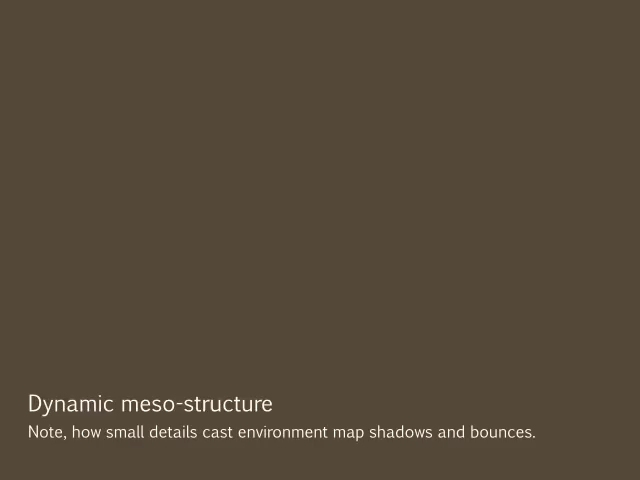 Dynamic meso-structure
Note, how small details cast environment map shadows and bounces.